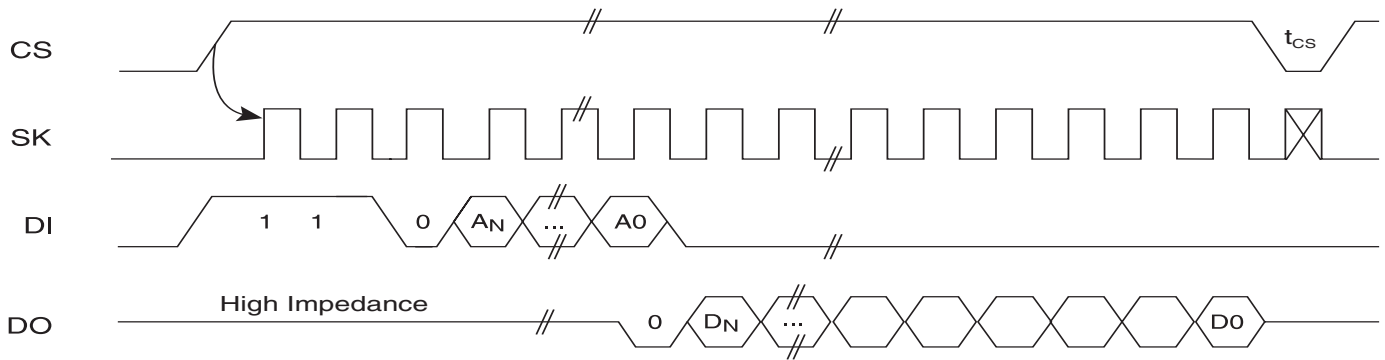 CS
tCS
SK
DI
1 1 0 AN ... A0
High Impedance
DO
0 DN ... D0